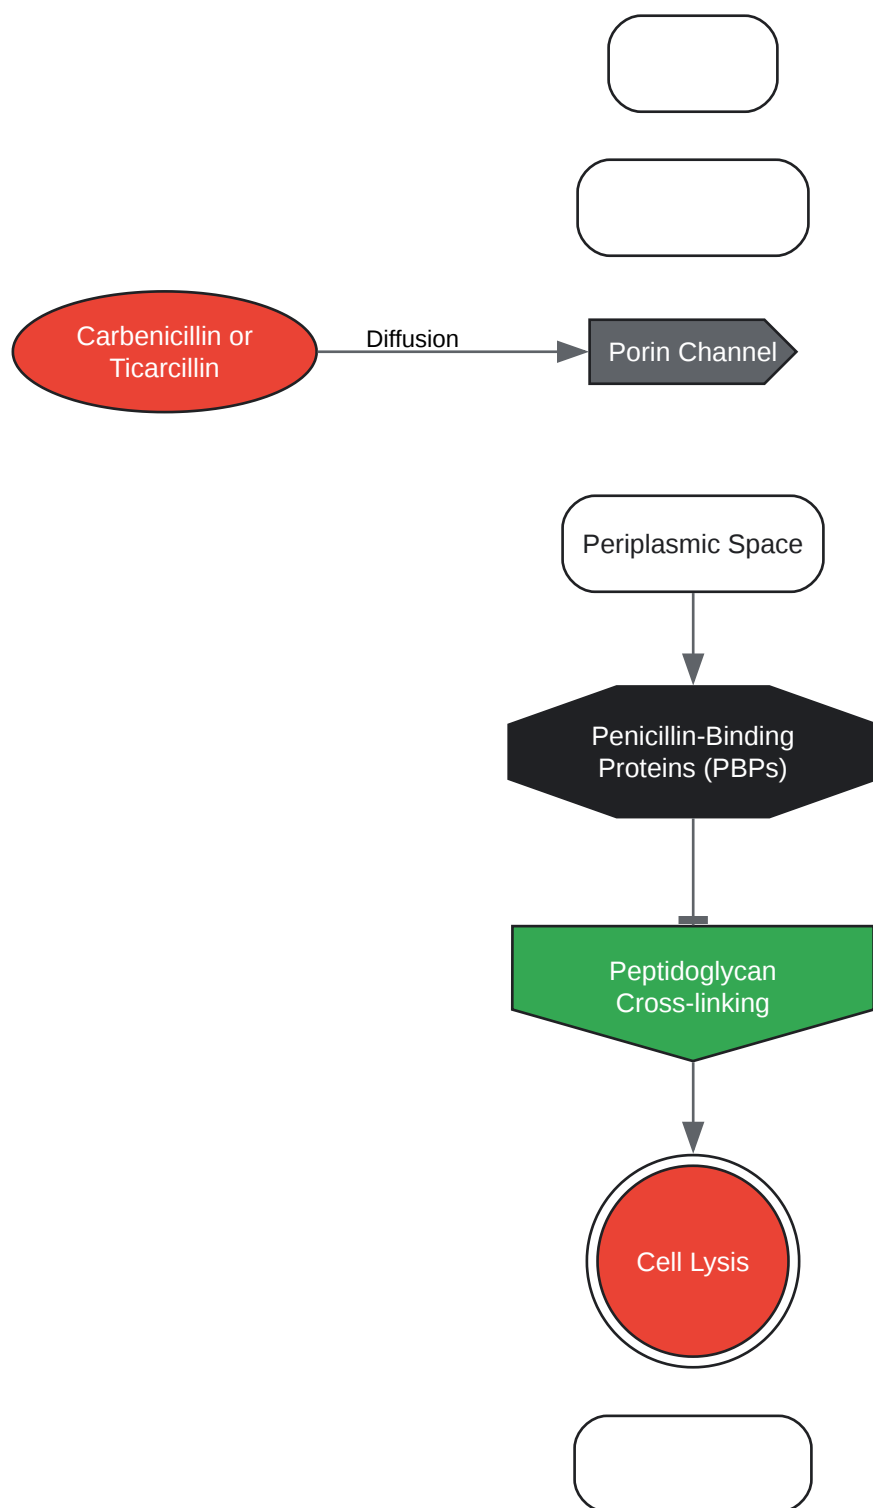 Carbenicillin or
Ticarcillin
Diffusion
Porin Channel
Periplasmic Space
Penicillin-Binding
Proteins (PBPs)
Peptidoglycan
Cross-linking
Cell Lysis